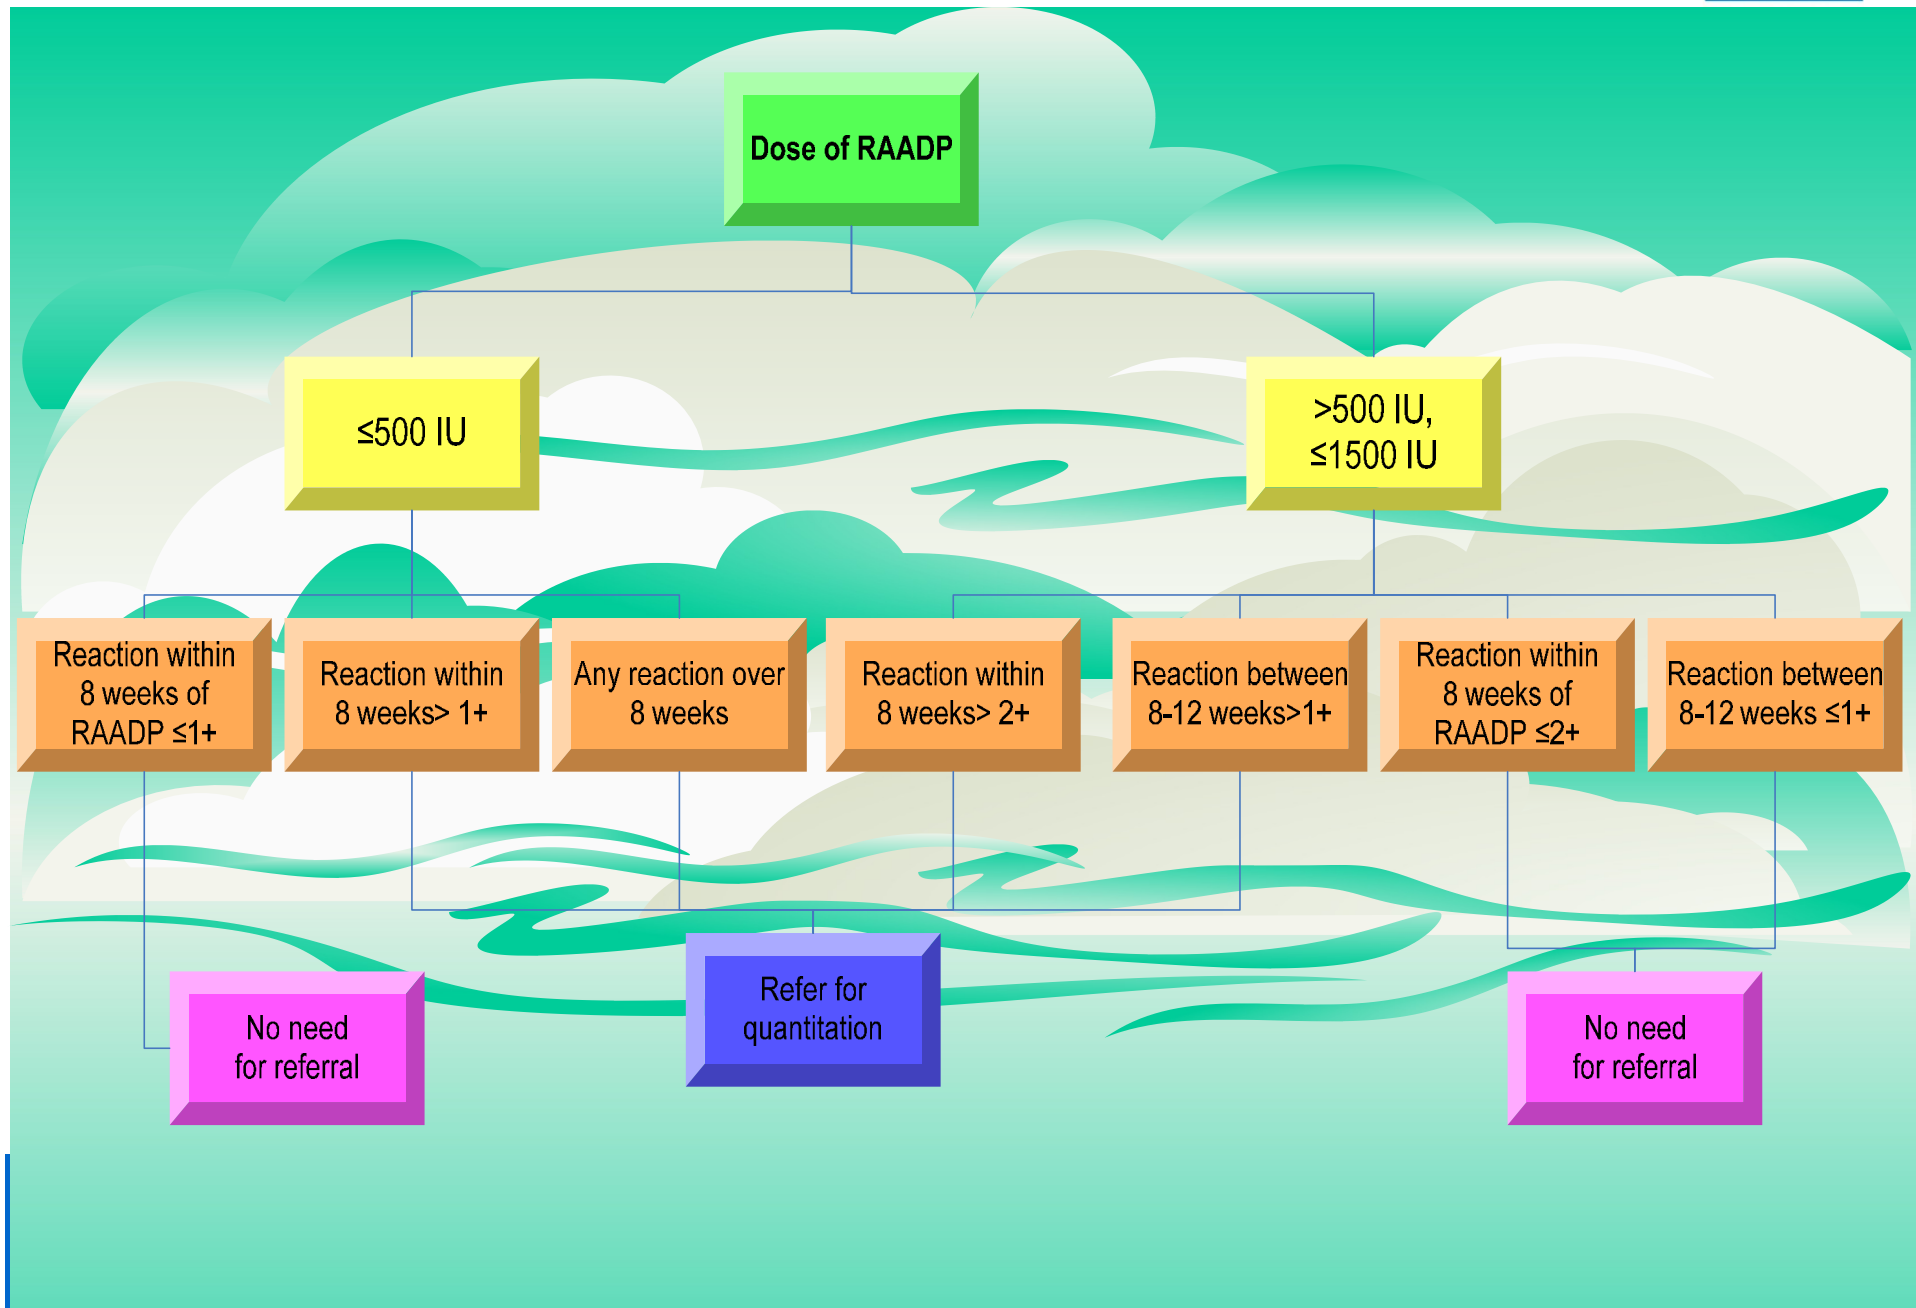 Dose of RAADP
≤500 IU
>500 IU,
≤1500 IU
Reaction within
8 weeks of
RAADP ≤1+
Reaction within
8 weeks> 1+
Any reaction over
8 weeks
Reaction within
8 weeks> 2+
Reaction between
8-12 weeks>1+
Reaction within
8 weeks of
RAADP ≤2+
Reaction between
8-12 weeks ≤1+
No need
for referral
Refer for
quantitation
No need
for referral